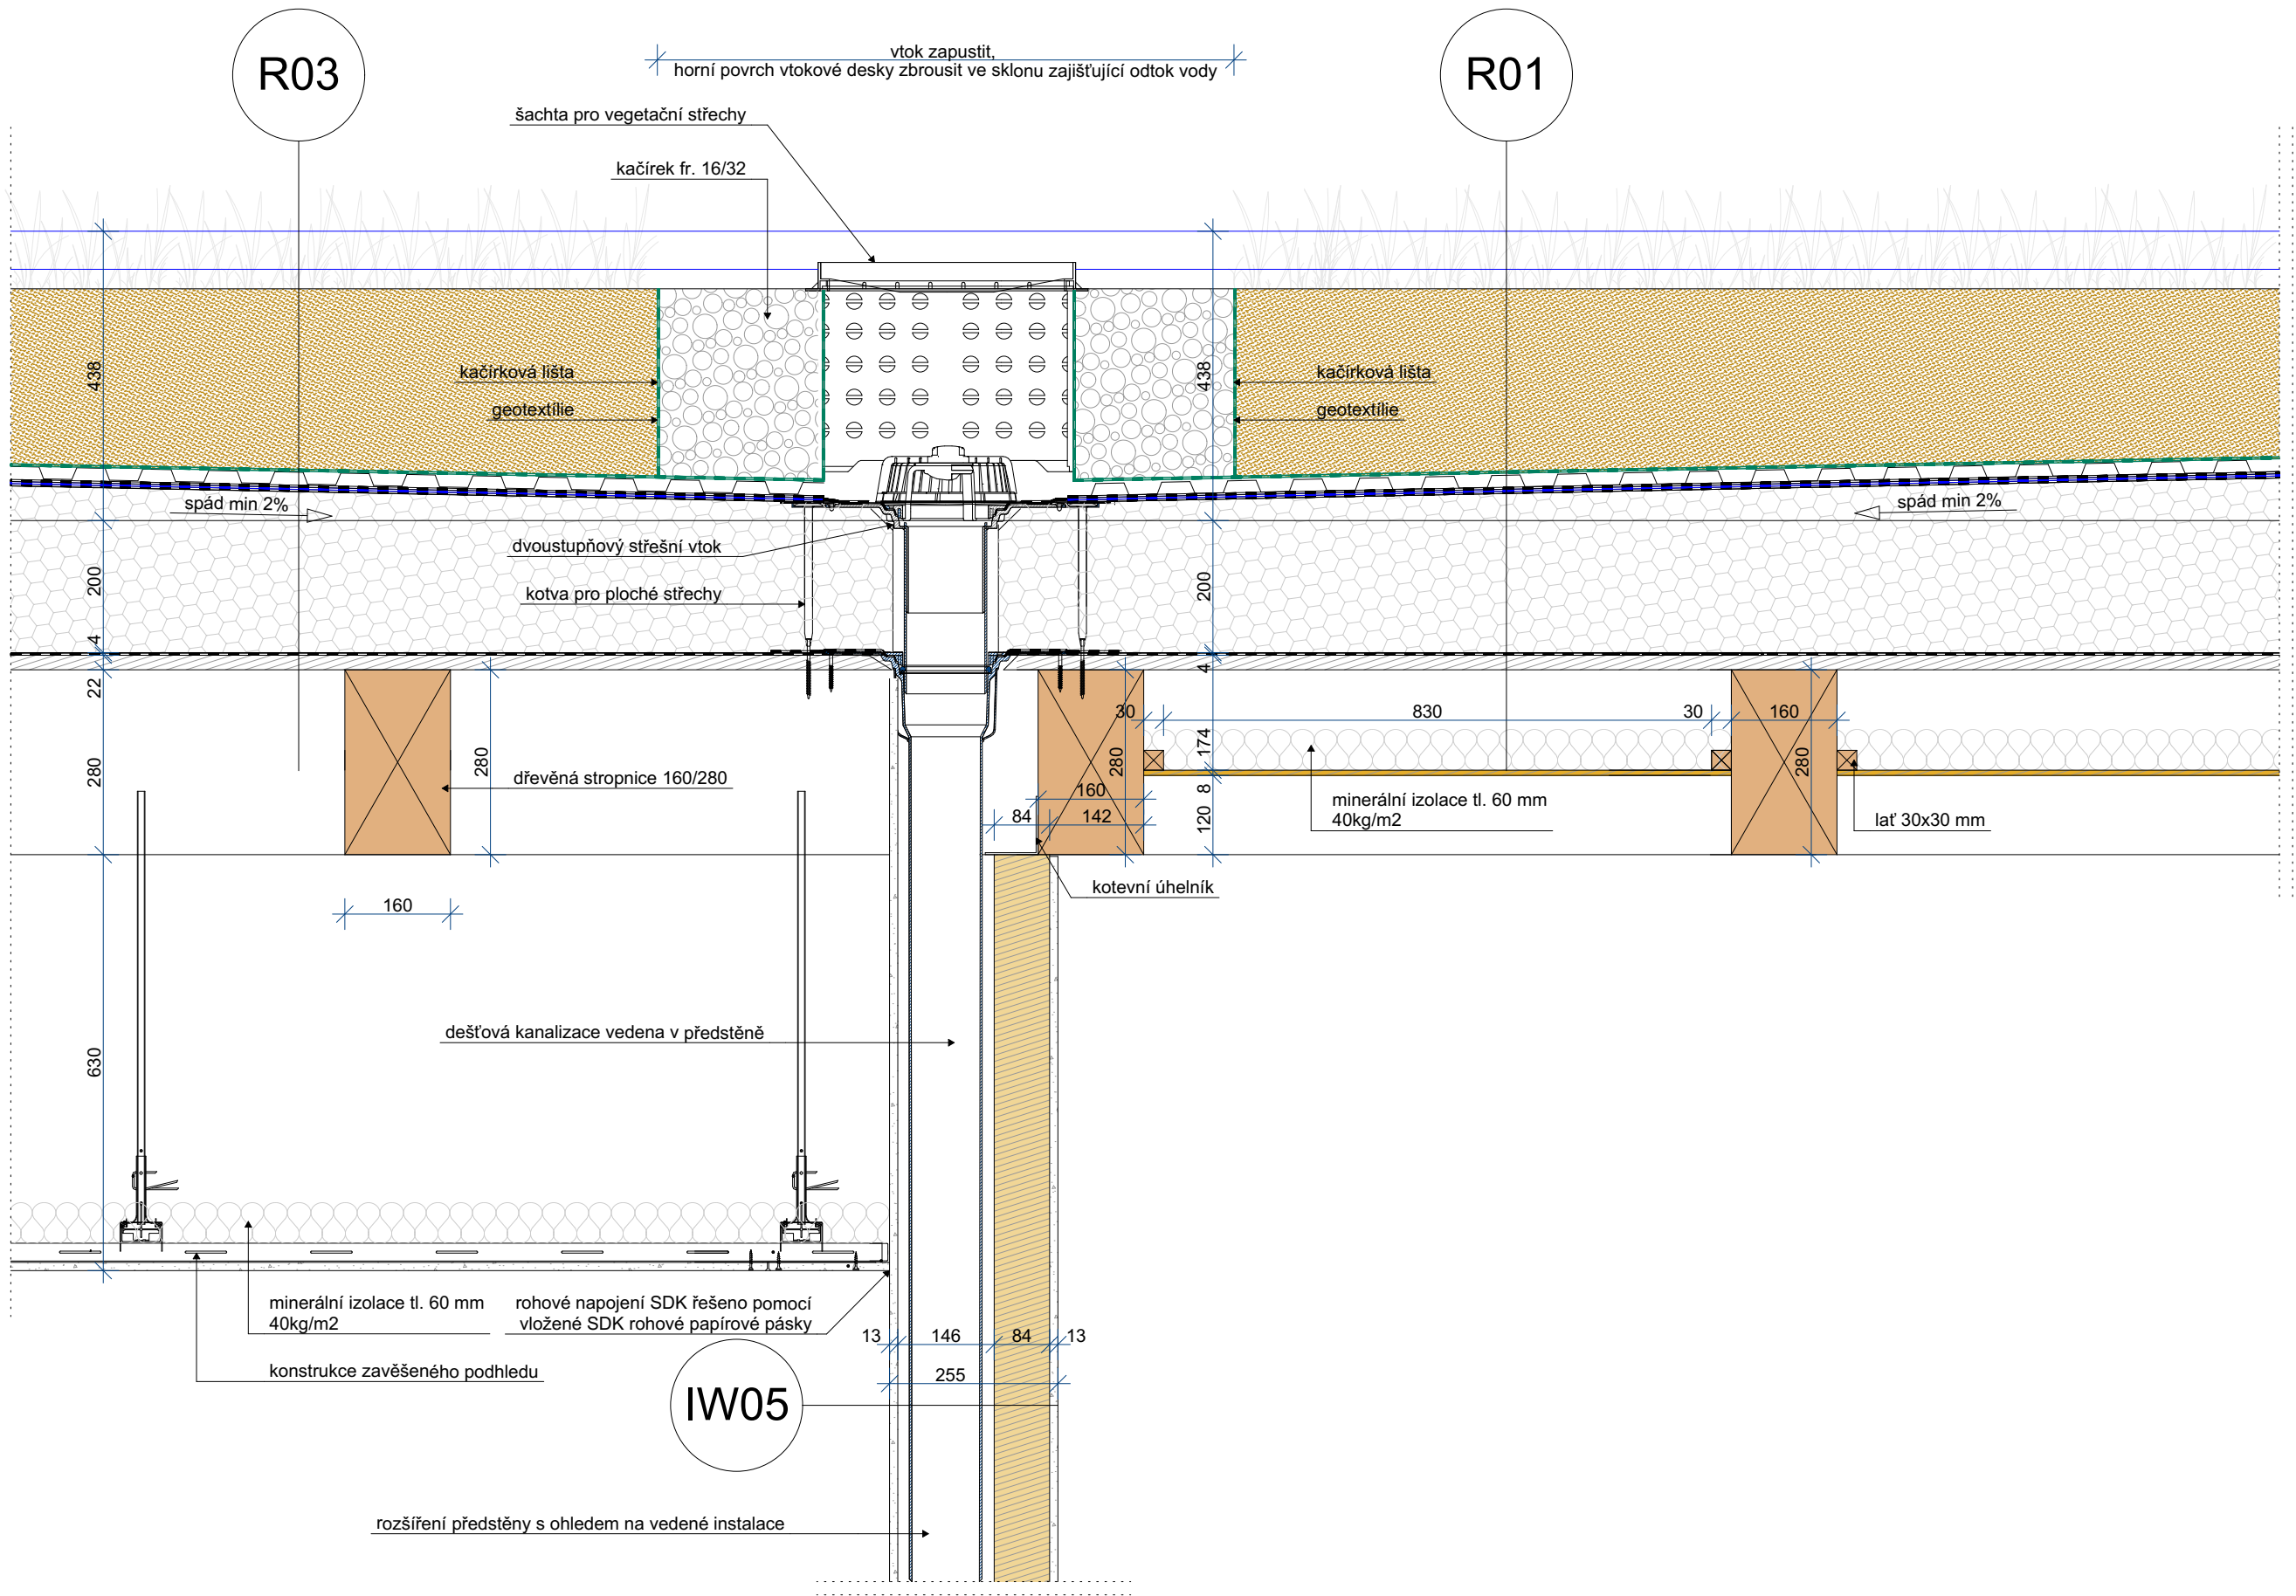 R03
vtok zapustit,
horní povrch vtokové desky zbrousit ve sklonu zajišťující odtok vody
R01
šachta pro vegetační střechy
kačírek fr. 16/32
438
438
kačírková lišta
geotextílie
kačírková lišta
geotextílie
spád min 2%
spád min 2%
dvoustupňový střešní vtok
200
200
kotva pro ploché střechy
4
4
22
30
830
30
160
174
280
280
280
280
dřevěná stropnice 160/280
8
160
84
142
120
minerální izolace tl. 60 mm
40kg/m2
lať 30x30 mm
kotevní úhelník
160
dešťová kanalizace vedena v předstěně
630
minerální izolace tl. 60 mm
40kg/m2
rohové napojení SDK řešeno pomocí
vložené SDK rohové papírové pásky
13
146
84
13
konstrukce zavěšeného podhledu
255
IW05
rozšíření předstěny s ohledem na vedené instalace